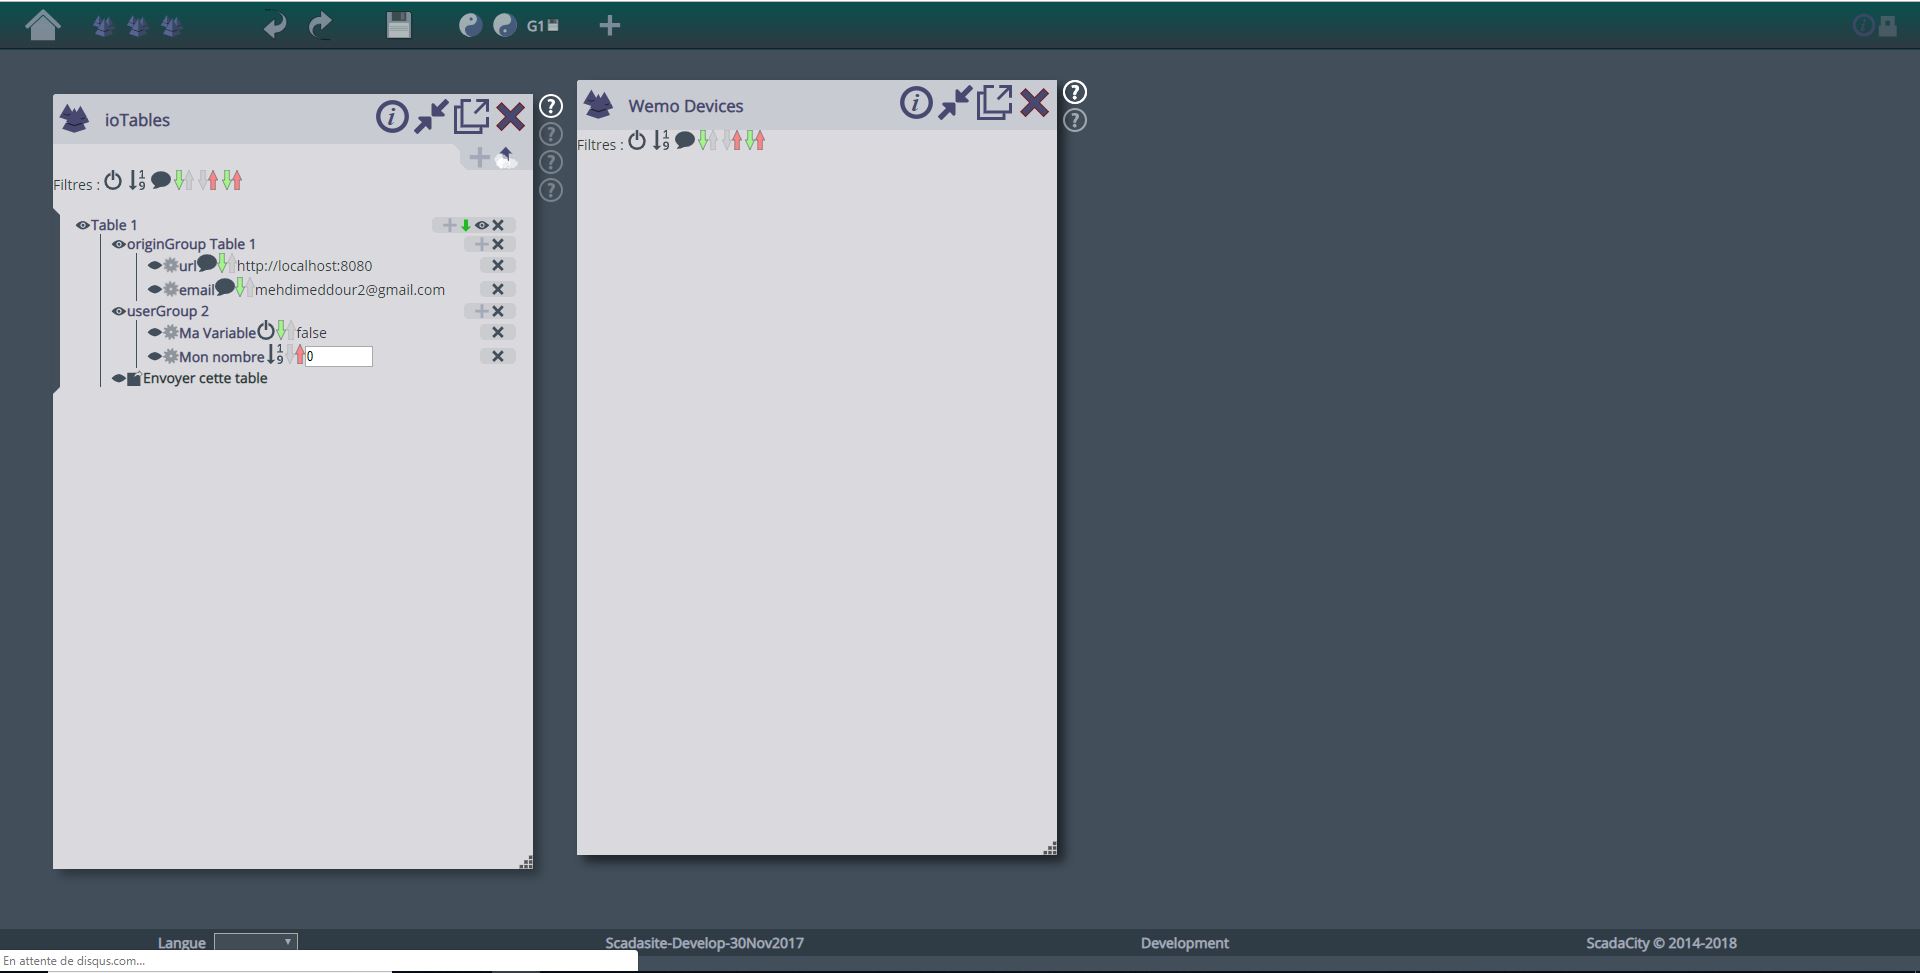 G1
ioTables
Filtres :
Table 1
originGroup Table 1
url http://localhost:8080
email mehdimeddour2@gmail.com
userGroup 2
Ma Variable false
Mon nombre 0
Envoyer cette table
Wemo Devices
Filtres :
Langue
Scadasite-Develop-30Nov2017
Development
ScadaCity © 2014-2018
En attente de disqus.com...